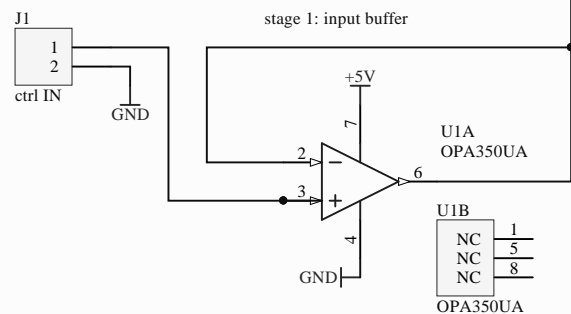 J1
stage 1: input buffer
1
2
ctrl IN
GND
+5V
7
U1A
OPA350UA
2
6
3
4
GND
U1B
NC 1
NC 5
NC 8
OPA350UA